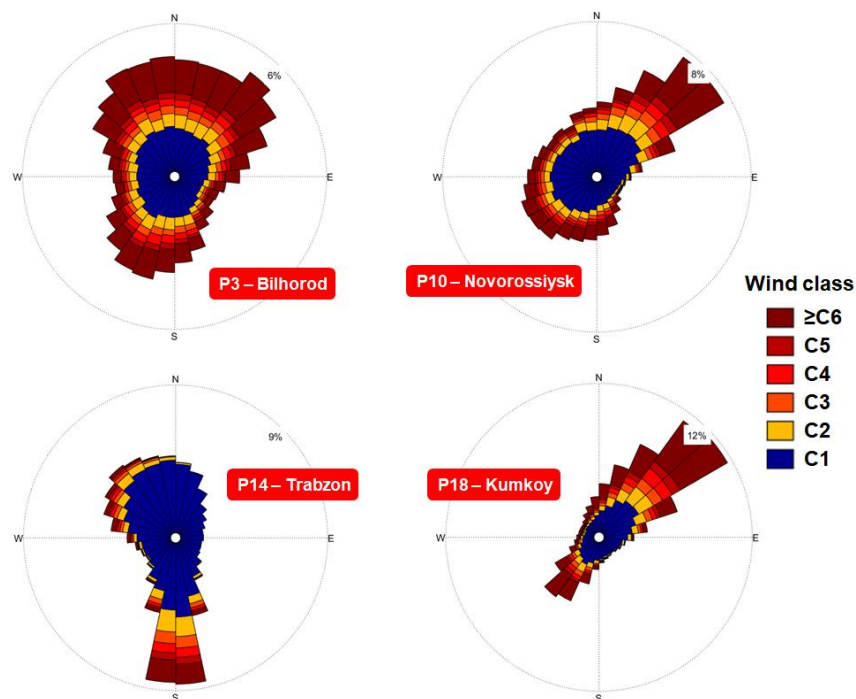 N
6%
W
E
P3 – Bilhorod
S
N
8%
W
E
P10 – Novorossiysk
S
Wind class
≥C6
C5
C4
C3
C2
C1
N
9%
P14 – Trabzon
W
E
S
N
12%
P18 – Kumkoy
W
E
S